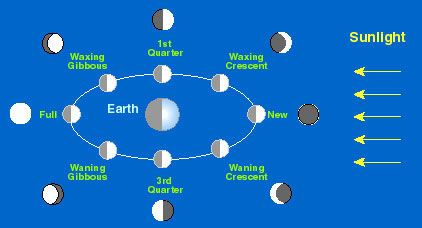 1st
Quarter
Waxing
Gibbous
Waxing
Crescent
Sunlight
Full
Earth
New
Waning
Gibbous
3rd
Quarter
Waning
Crescent